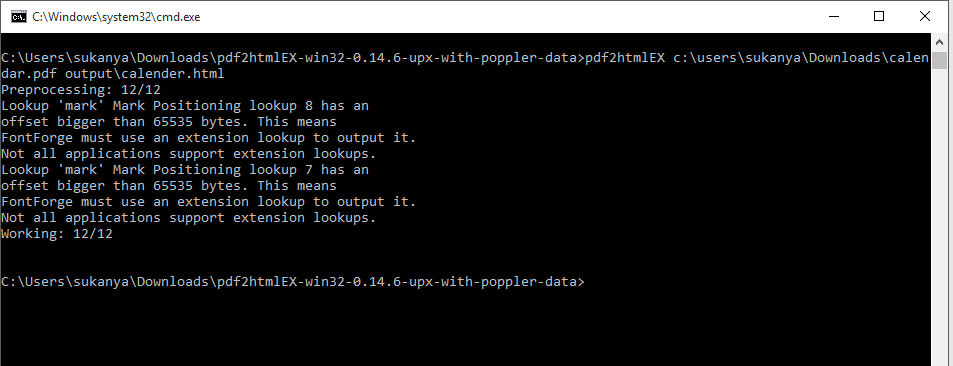 C:\Windows\system32\cmd.exe
C:\Users\sukanya\Downloads\pdf2htmlEX-win32-0.14.6-upx-with-poppler-data>pdf2htmlEX c:\users\sukanya\Downloads\calen
dar.pdf output\calender.html
Preprocessing: 12/12
Lookup 'mark' Mark Positioning lookup 8 has an
offset bigger than 65535 bytes. This means
FontForge must use an extension lookup to output it.
Not all applications support extension lookups.
Lookup 'mark' Mark Positioning lookup 7 has an
offset bigger than 65535 bytes. This means
FontForge must use an extension lookup to output it.
Not all applications support extension lookups.
Working: 12/12
C:\Users\sukanya\Downloads\pdf2htmlEX-win32-0.14.6-upx-with-poppler-data>